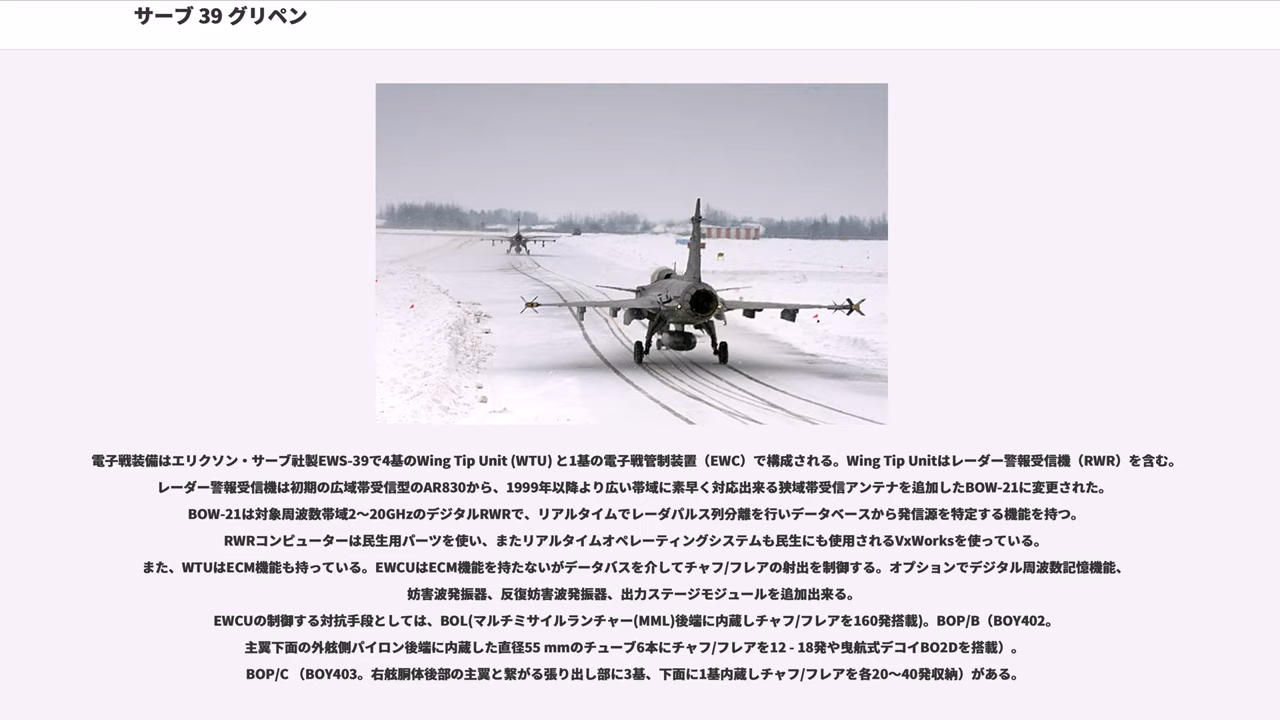 サーブ 39 グリペン
電子戦装備はエリクソン・サーブ社製EWS-39で4基のWing Tip Unit (WTU) と1基の電子戦管制装置（EWC）で構成される。Wing Tip Unitはレーダー警報受信機（RWR）を含む。
レーダー警報受信機は初期の広域帯受信型のAR830から、1999年以降より広い帯域に素早く対応出来る狭域帯受信アンテナを追加したBOW-21に変更された。
BOW-21は対象周波数帯域2〜20GHzのデジタルRWRで、リアルタイムでレーダパルス列分離を行いデータベースから発信源を特定する機能を持つ。
RWRコンピューターは民生用パーツを使い、またリアルタイムオペレーティングシステムも民生にも使用されるVxWorksを使っている。
また、WTUはECM機能も持っている。EWCUはECM機能を持たないがデータバスを介してチャフ/フレアの射出を制御する。オプションでデジタル周波数記憶機能、
妨害波発振器、反復妨害波発振器、出力ステージモジュールを追加出来る。
EWCUの制御する対抗手段としては、BOL(マルチミサイルランチャー(MML)後端に内蔵しチャフ/フレアを160発搭載)。BOP/B（BOY402。
主翼下面の外舷側パイロン後端に内蔵した直径55 mmのチューブ6本にチャフ/フレアを12 - 18発や曳航式デコイBO2Dを搭載）。
BOP/C （BOY403。右舷胴体後部の主翼と繋がる張り出し部に3基、下面に1基内蔵しチャフ/フレアを各20〜40発収納）がある。